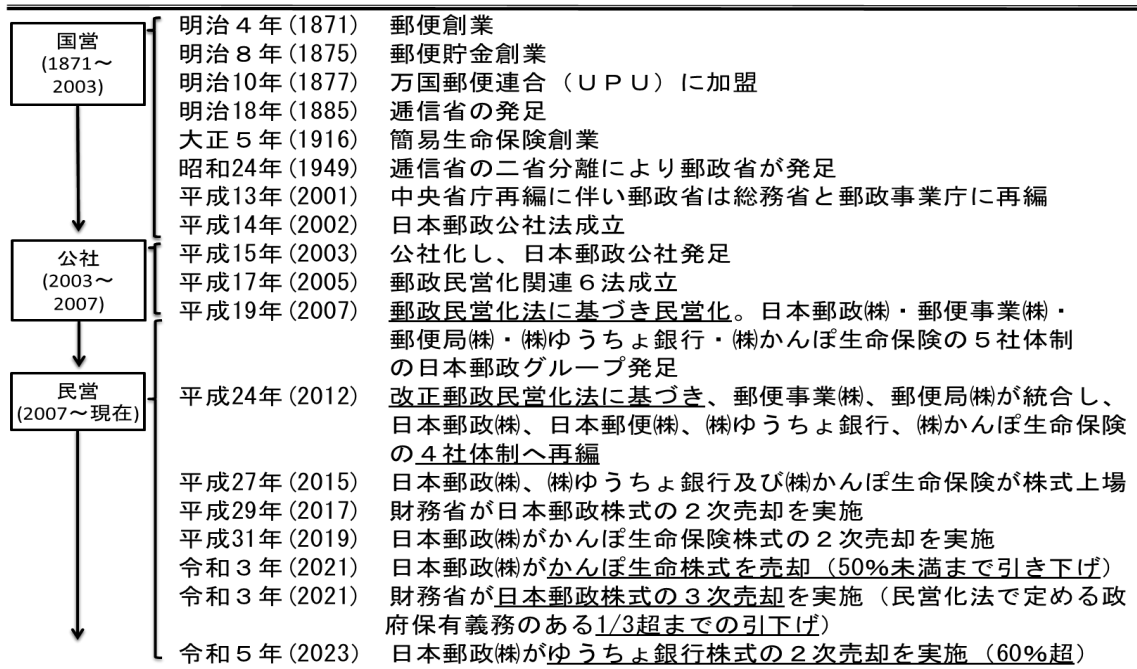 国営
(1871～
2003)
明治４年(1871) 郵便創業
明治８年(1875) 郵便貯金創業
明治10年(1877) 万国郵便連合（ＵＰＵ）に加盟
明治18年(1885) 逓信省の発足
大正５年(1916) 簡易生命保険創業
昭和24年(1949) 逓信省の二省分離により郵政省が発足
平成13年(2001) 中央省庁再編に伴い郵政省は総務省と郵政事業庁に再編
平成14年(2002) 日本郵政公社法成立
公社
(2003～
2007)
平成15年(2003) 公社化し、日本郵政公社発足
平成17年(2005) 郵政民営化関連６法成立
平成19年(2007) 郵政民営化法に基づき民営化。日本郵政㈱・郵便事業㈱・
郵便局㈱・㈱ゆうちょ銀行・㈱かんぽ生命保険の５社体制
の日本郵政グループ発足
民営
(2007～現在)
平成24年(2012) 改正郵政民営化法に基づき、郵便事業㈱、郵便局㈱が統合し、
日本郵政㈱、日本郵便㈱、㈱ゆうちょ銀行、㈱かんぽ生命保険
の４社体制へ再編
平成27年(2015) 日本郵政㈱、㈱ゆうちょ銀行及び㈱かんぽ生命保険が株式上場
平成29年(2017) 財務省が日本郵政株式の２次売却を実施
平成31年(2019) 日本郵政㈱がかんぽ生命保険株式の２次売却を実施
令和３年(2021) 日本郵政㈱がかんぽ生命株式を売却（50%未満まで引き下げ）
令和３年(2021) 財務省が日本郵政株式の３次売却を実施（民営化法で定める政
府保有義務のある1/3超までの引下げ）
令和５年(2023) 日本郵政㈱がゆうちょ銀行株式の２次売却を実施（60%超）